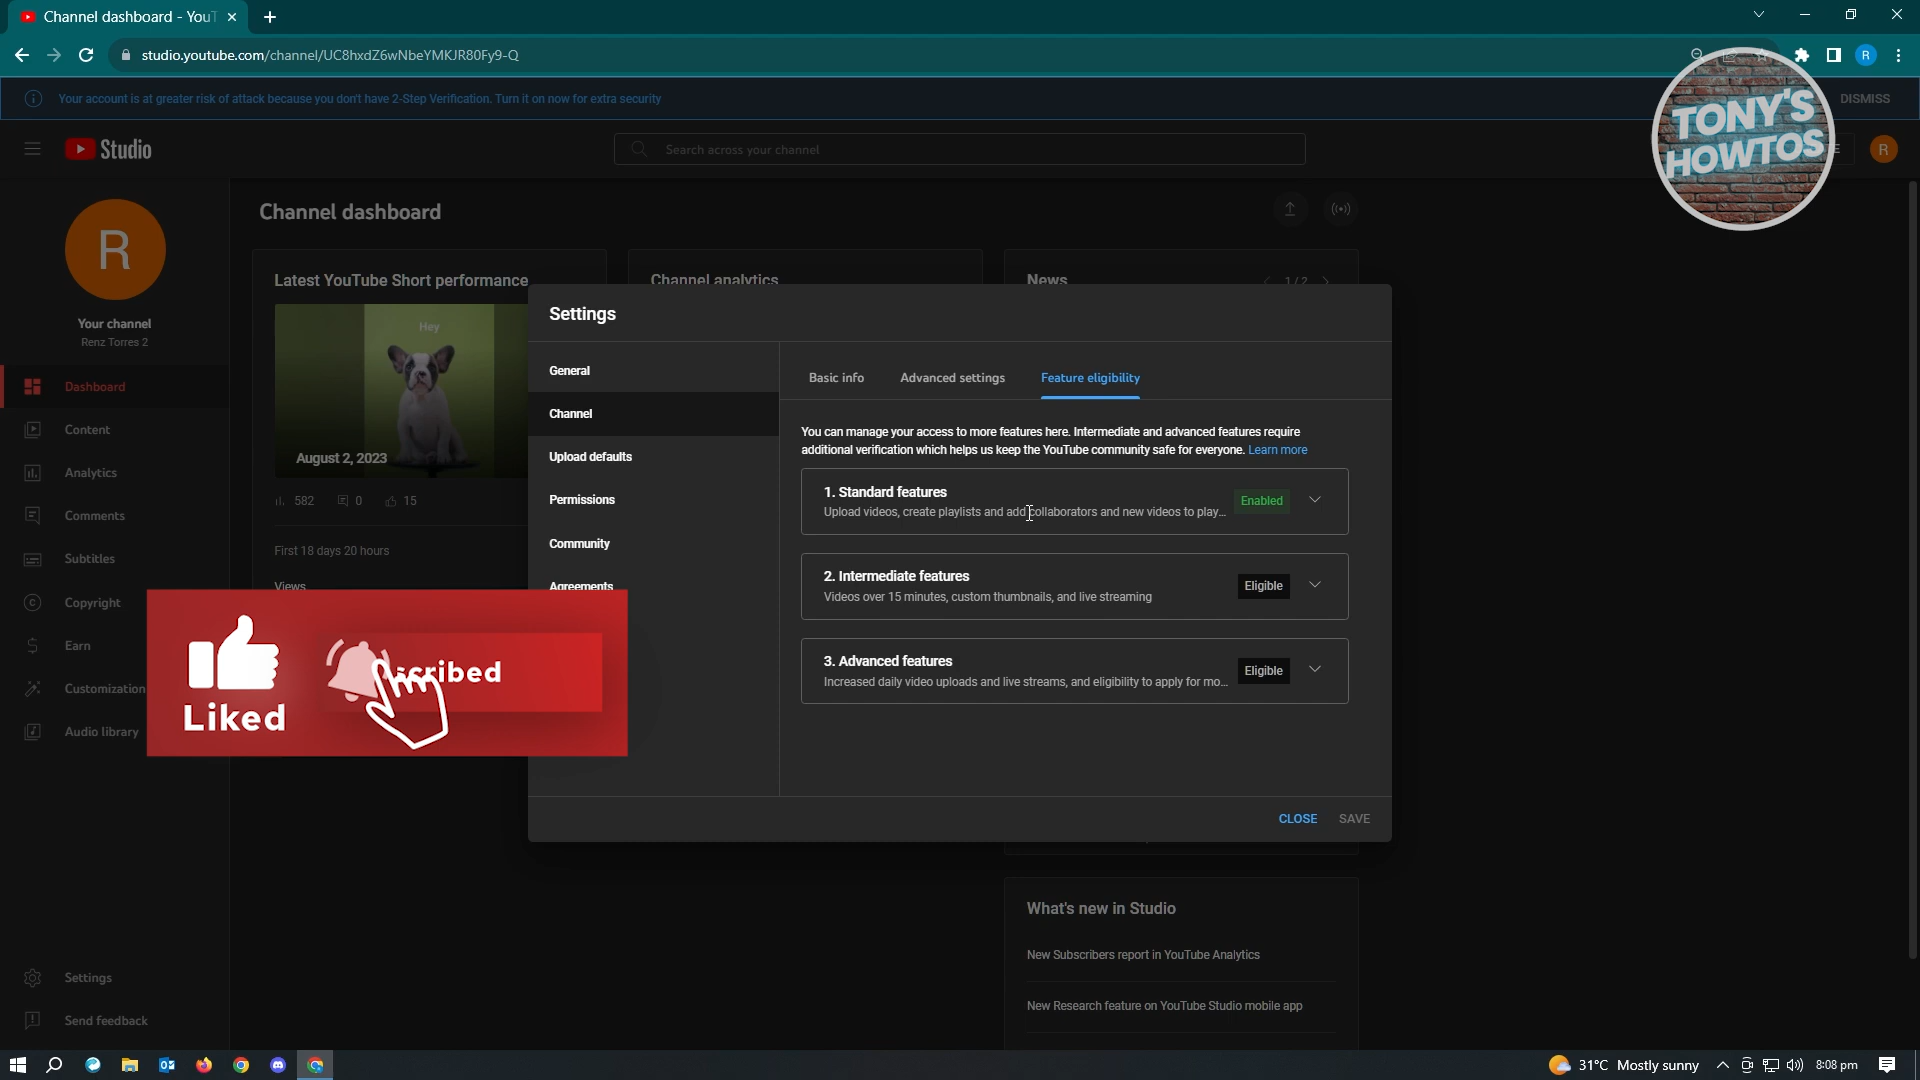 Channel dashboard - YouT
studio.youtube.com/channel/UC8hxdZ6wNbeYMKJR80Fy9-Q
R
Your account is at greater risk of attack because you don't have 2-Step Verification. Turn it on now for extra security
DISMISS
TONY'S
HOWTOS
Studio
Search across your channel
R
R
Your channel
Renz Torres 2
Dashboard
Content
Analytics
Comments
Subtitles
Copyright
Earn
Customization
Audio library
Settings
Send feedback
Channel dashboard
Latest YouTube Short performance
Hey
August 2, 2023
582 0 15
First 18 days 20 hours
Views
Channel analytics
News
1/2
Settings
General
Channel
Upload defaults
Permissions
Community
Agreements
Basic info Advanced settings Feature eligibility
You can manage your access to more features here. Intermediate and advanced features require
additional verification which helps us keep the YouTube community safe for everyone. Learn more
1. Standard features
Upload videos, create playlists and add collaborators and new videos to play...
Enabled
2. Intermediate features
Videos over 15 minutes, custom thumbnails, and live streaming
Eligible
3. Advanced features
Increased daily video uploads and live streams, and eligibility to apply for mo...
Eligible
CLOSE SAVE
Liked
scribed
What's new in Studio
New Subscribers report in YouTube Analytics
New Research feature on YouTube Studio mobile app
31°C Mostly sunny
8:08 pm